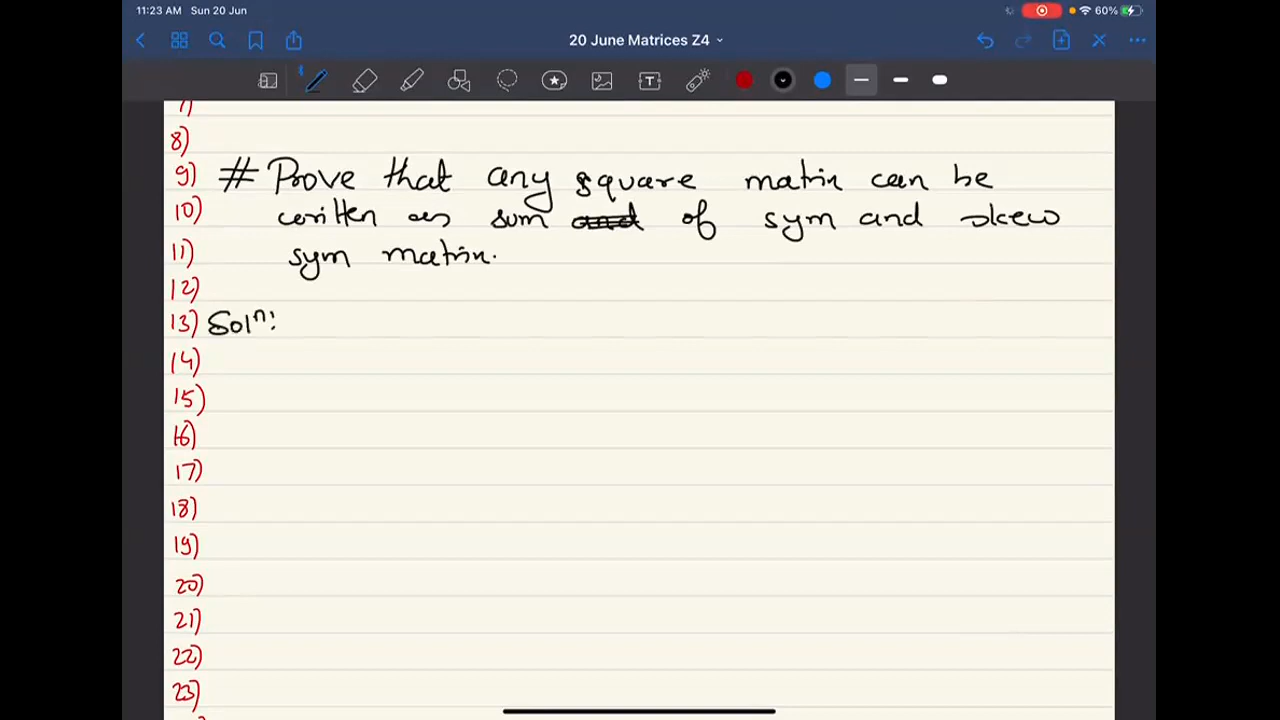 11:23 AM Sun 20 Jun
60%
20 June Matrices Z4
7)
8)
9) # Prove that any square matrix can be
10) written as sum of sym and skew
11) sym matrix.
12)
13) Solⁿ:
14)
15)
16)
17)
18)
19)
20)
21)
22)
23)